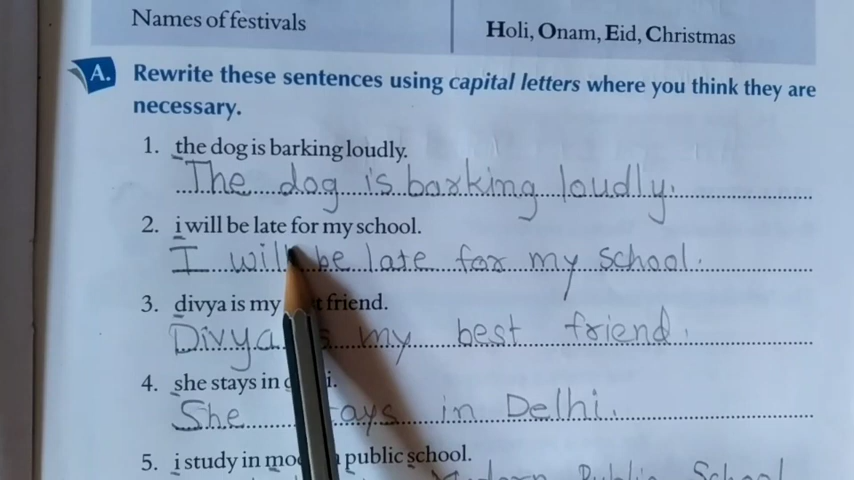 Names of festivals
Holi, Onam, Eid, Christmas
A. Rewrite these sentences using capital letters where you think they are
necessary.
1. the dog is barking loudly.
The dog is barking loudly.
2. i will be late for my school.
I will be late for my school.
3. divya is my friend.
Divya my best friend.
4. she stays in
She in Delhi.
5. i study in public school.
Modern Public School